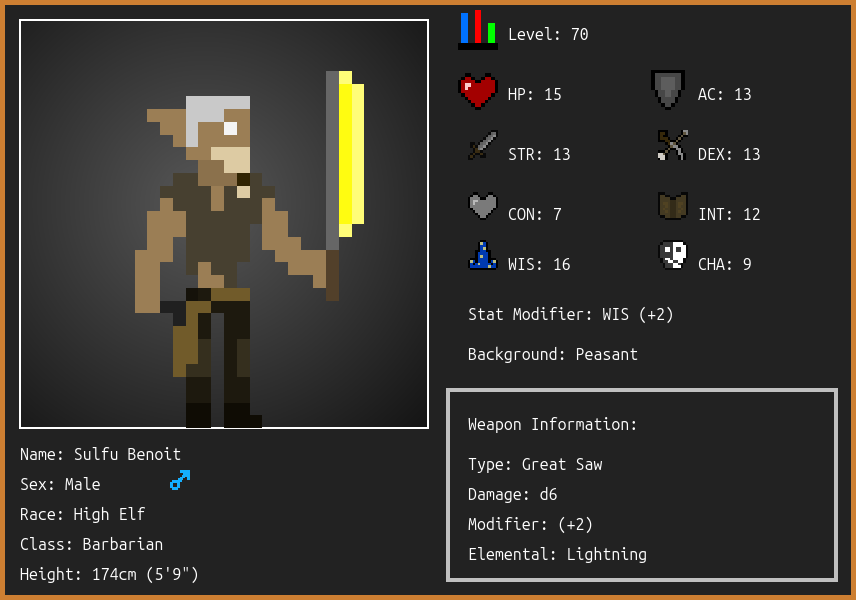 Level: 70
HP: 15
AC: 13
STR: 13
DEX: 13
CON: 7
INT: 12
WIS: 16
CHA: 9
Stat Modifier: WIS (+2)
Background: Peasant
Weapon Information:
Type: Great Saw
Damage: d6
Modifier: (+2)
Elemental: Lightning
Name: Sulfu Benoit
Sex: Male
Race: High Elf
Class: Barbarian
Height: 174cm (5'9")